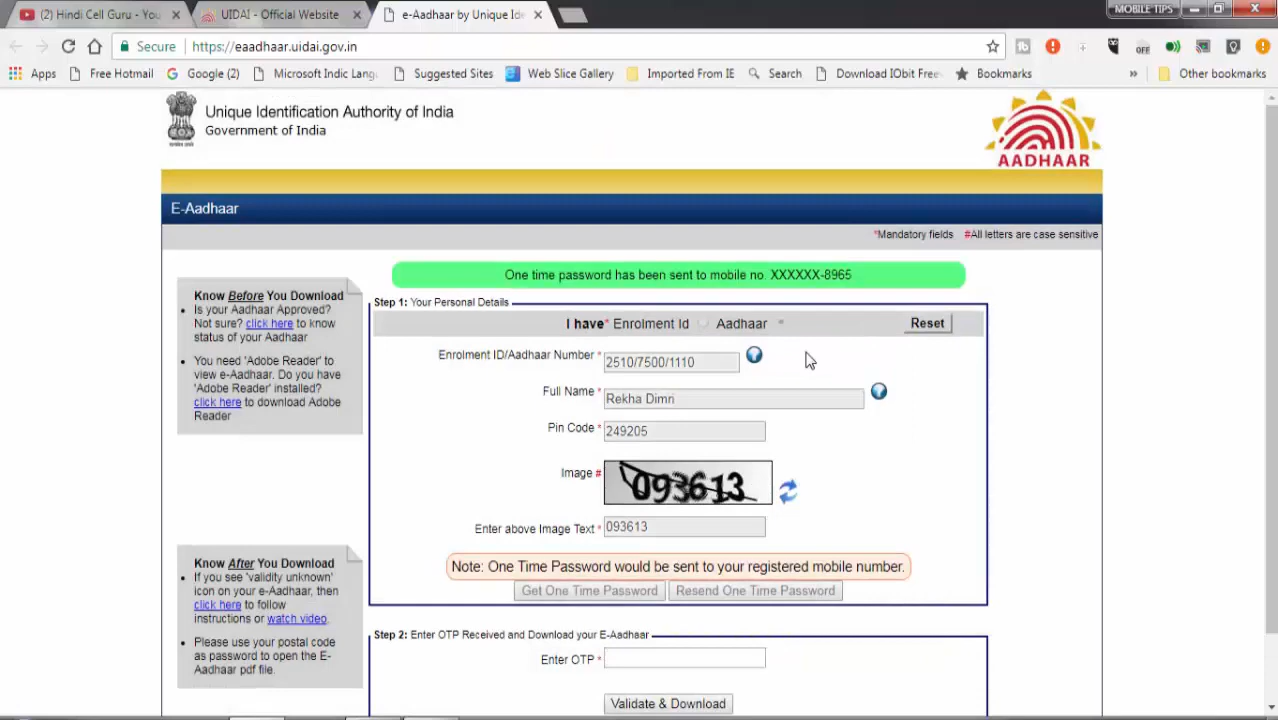 (2) Hindi Cell Guru - You
UIDAI - Official Website
e-Aadhaar by Unique Ide
MOBILE TIPS
Secure
https://eaadhaar.uidai.gov.in
OFF
Apps
Free Hotmail
Google (2)
Microsoft Indic Lang
Suggested Sites
Web Slice Gallery
Imported From IE
Search
Download IObit Free
Bookmarks
»
Other bookmarks
Unique Identification Authority of India
Government of India
AADHAAR
E-Aadhaar
*Mandatory fields #All letters are case sensitive
One time password has been sent to mobile no. XXXXXX-8965
Know Before You Download
Is your Aadhaar Approved?
Not sure? click here to know
status of your Aadhaar
You need 'Adobe Reader' to
view e-Aadhaar. Do you have
'Adobe Reader' installed?
click here to download Adobe
Reader
Step 1: Your Personal Details
I have* Enrolment Id Aadhaar
Reset
Enrolment ID/Aadhaar Number * 2510/7500/1110
Full Name * Rekha Dimri
Pin Code * 249205
Image # 093613
Enter above Image Text * 093613
Note: One Time Password would be sent to your registered mobile number.
Get One Time Password Resend One Time Password
Know After You Download
If you see 'validity unknown'
icon on your e-Aadhaar, then
click here to follow
instructions or watch video.
Please use your postal code
as password to open the E-
Aadhaar pdf file.
Step 2: Enter OTP Received and Download your E-Aadhaar
Enter OTP *
Validate & Download